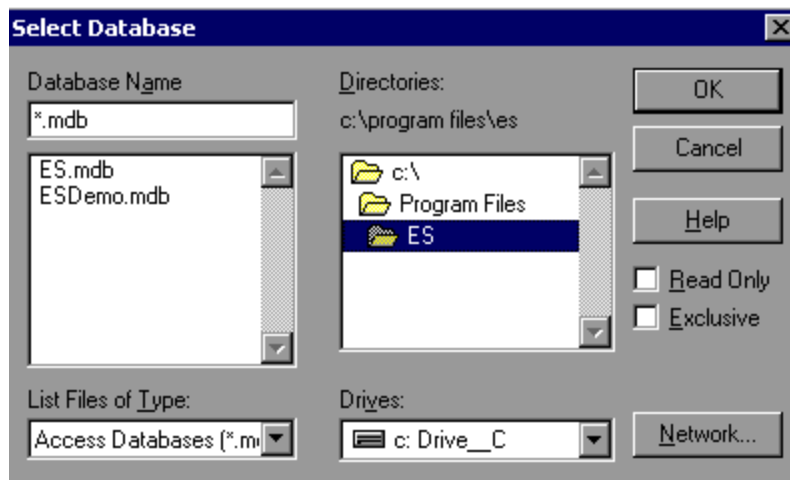 Select Database
Database Name
*.mdb
ES.mdb
ESDemo.mdb
List Files of Type:
Access Databases (*.m
Directories:
c:\program files\es
c:\
Program Files
ES
Drives:
c: Drive__C
OK
Cancel
Help
Read Only
Exclusive
Network...